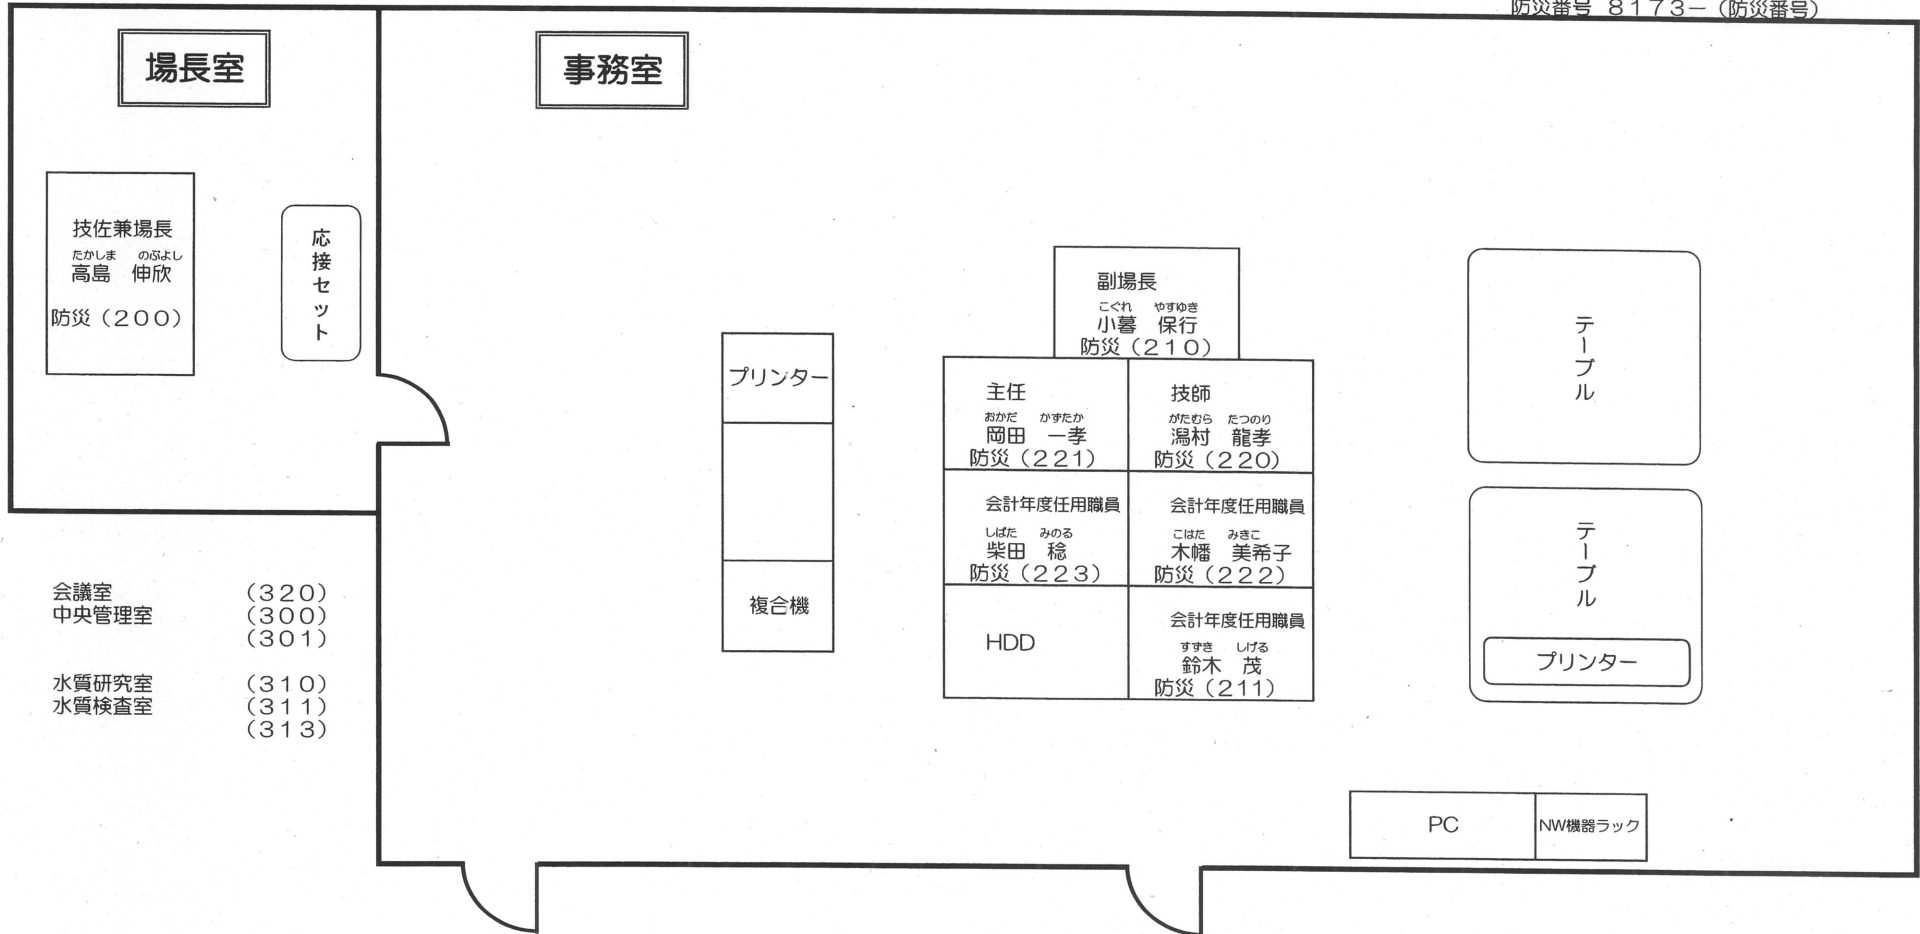 防災番号 8173-（防災番号）
場長室
事務室
技佐兼場長
たかしま のぶよし
高島 伸欣
防災（200）
応接セット
副場長
こぐれ やすゆき
小暮 保行
防災（210）
プリンター
複合機
主任
おかだ かずたか
岡田 一孝
防災（221）
技師
がたむら たつのり
潟村 龍孝
防災（220）
会計年度任用職員
しばた みのる
柴田 稔
防災（223）
会計年度任用職員
こはた みきこ
木幡 美希子
防災（222）
HDD
会計年度任用職員
すずき しげる
鈴木 茂
防災（211）
テーブル
テーブル
プリンター
会議室 （320）
中央管理室 （300）
（301）
水質研究室 （310）
水質検査室 （311）
（313）
PC
NW機器ラック